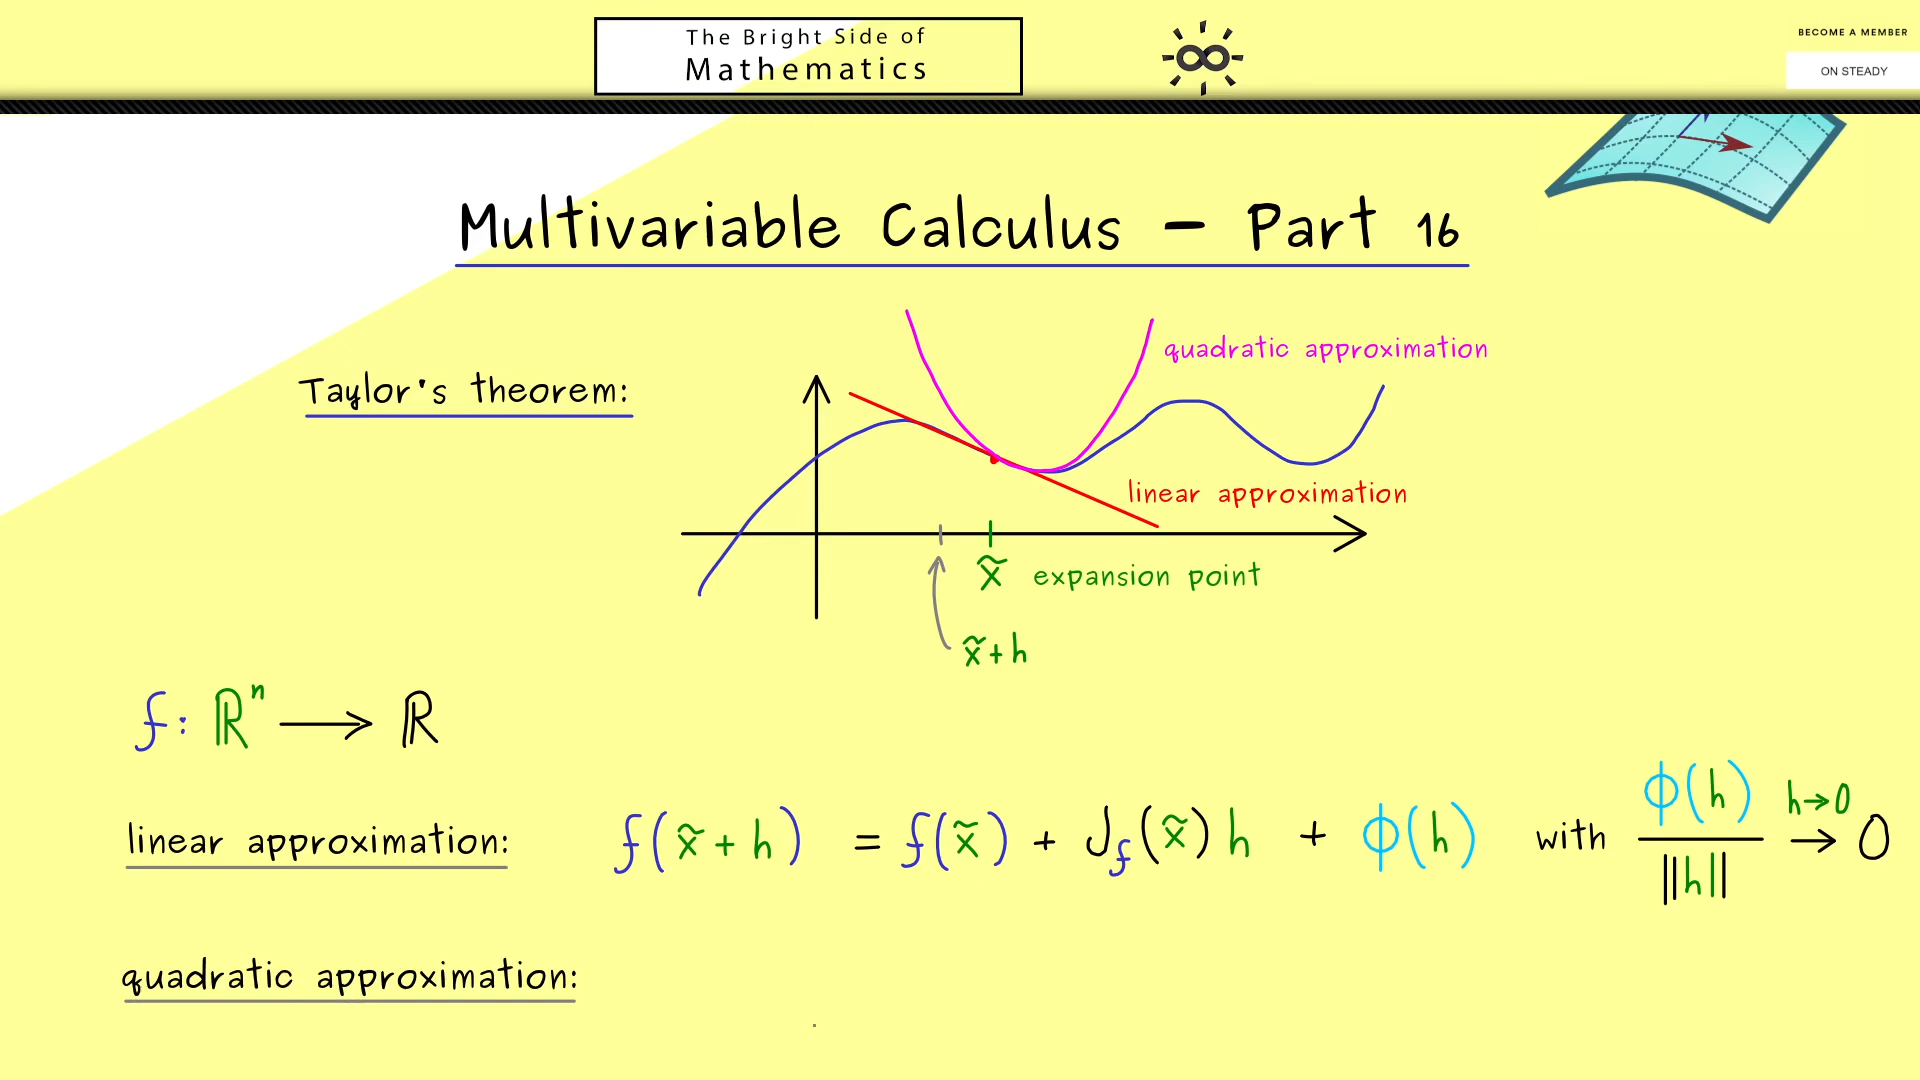 The Bright Side of
Mathematics
BECOME A MEMBER
ON STEADY
Multivariable Calculus – Part 16
quadratic approximation
Taylor's theorem:
linear approximation
x̃ expansion point
x̃+h
f: ℝⁿ ⟶ ℝ
linear approximation: f(x̃ + h) = f(x̃) + J_f(x̃) h + ϕ(h) with ϕ(h)/||h|| →^{h→0} 0
quadratic approximation: